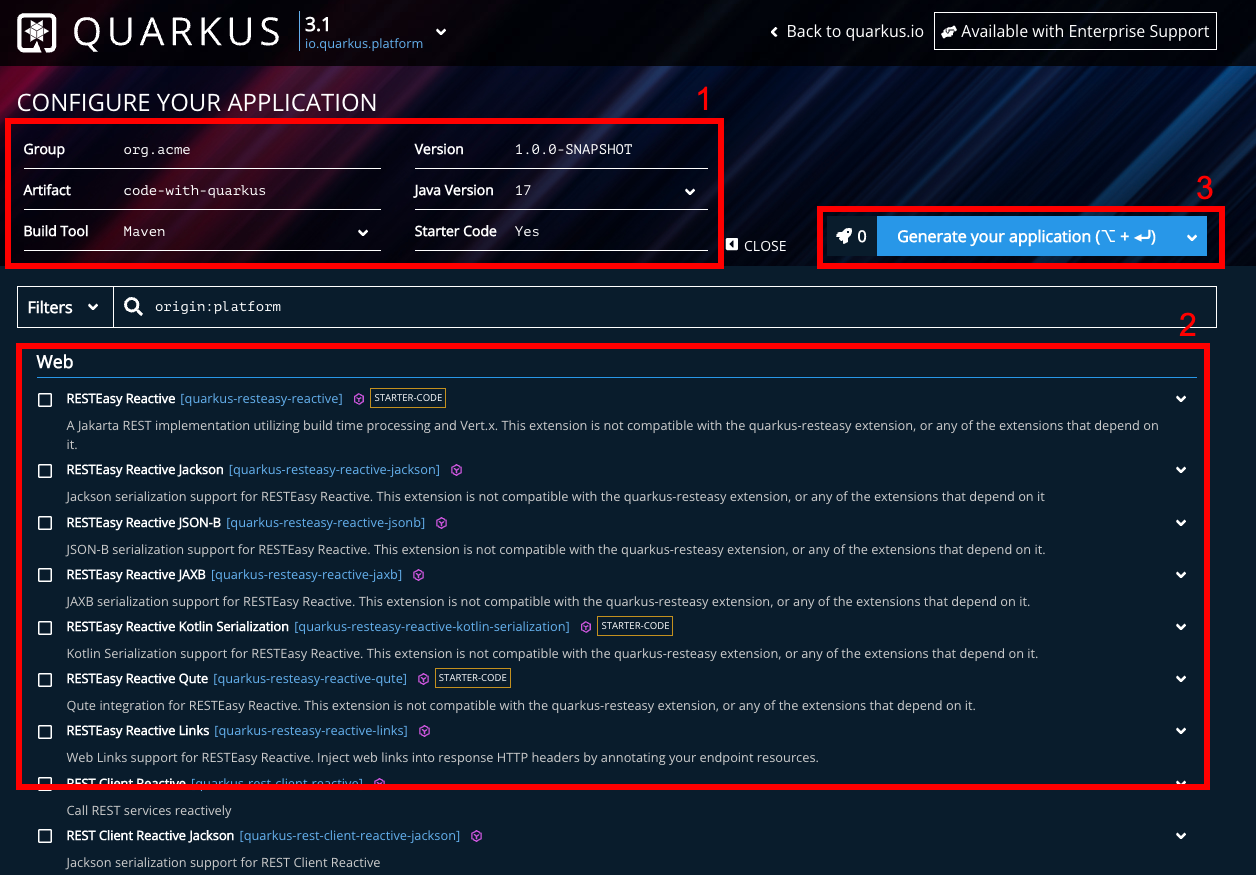 QUARKUS
3.1
io.quarkus.platform
Back to quarkus.io
Available with Enterprise Support
CONFIGURE YOUR APPLICATION
1
Group org.acme
Version 1.0.0-SNAPSHOT
Artifact code-with-quarkus
Java Version 17
Build Tool Maven
Starter Code Yes
CLOSE
3
0
Generate your application (⌥ + ↵)
Filters
origin:platform
2
Web
RESTEasy Reactive [quarkus-resteasy-reactive] STARTER-CODE
A Jakarta REST implementation utilizing build time processing and Vert.x. This extension is not compatible with the quarkus-resteasy extension, or any of the extensions that depend on
it.
RESTEasy Reactive Jackson [quarkus-resteasy-reactive-jackson]
Jackson serialization support for RESTEasy Reactive. This extension is not compatible with the quarkus-resteasy extension, or any of the extensions that depend on it
RESTEasy Reactive JSON-B [quarkus-resteasy-reactive-jsonb]
JSON-B serialization support for RESTEasy Reactive. This extension is not compatible with the quarkus-resteasy extension, or any of the extensions that depend on it.
RESTEasy Reactive JAXB [quarkus-resteasy-reactive-jaxb]
JAXB serialization support for RESTEasy Reactive. This extension is not compatible with the quarkus-resteasy extension, or any of the extensions that depend on it.
RESTEasy Reactive Kotlin Serialization [quarkus-resteasy-reactive-kotlin-serialization] STARTER-CODE
Kotlin Serialization support for RESTEasy Reactive. This extension is not compatible with the quarkus-resteasy extension, or any of the extensions that depend on it.
RESTEasy Reactive Qute [quarkus-resteasy-reactive-qute] STARTER-CODE
Qute integration for RESTEasy Reactive. This extension is not compatible with the quarkus-resteasy extension, or any of the extensions that depend on it.
RESTEasy Reactive Links [quarkus-resteasy-reactive-links]
Web Links support for RESTEasy Reactive. Inject web links into response HTTP headers by annotating your endpoint resources.
REST Client Reactive [quarkus-rest-client-reactive]
Call REST services reactively
REST Client Reactive Jackson [quarkus-rest-client-reactive-jackson]
Jackson serialization support for REST Client Reactive